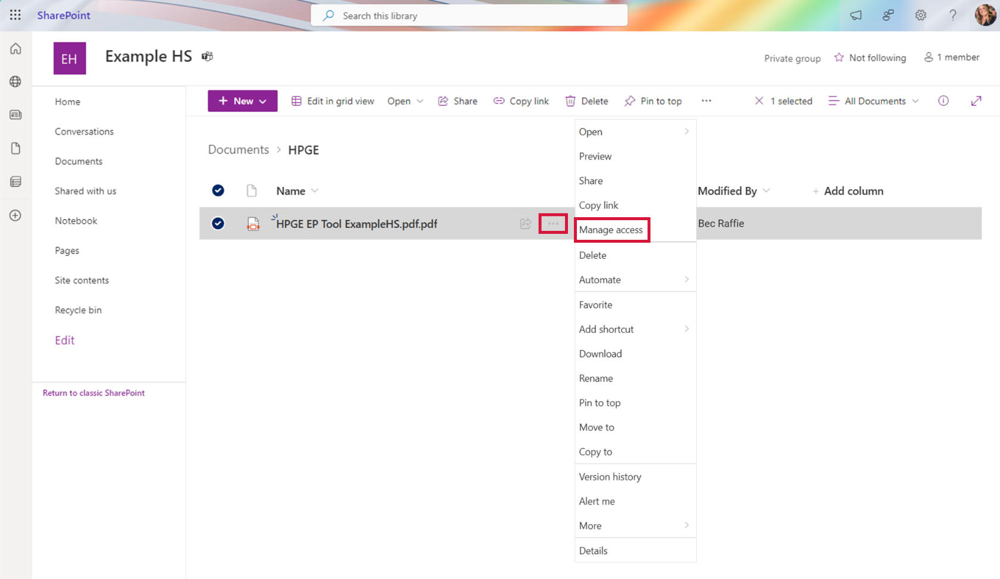 SharePoint
Search this library
EH
Example HS
Private group
Not following
1 member
Home
Conversations
Documents
Shared with us
Notebook
Pages
Site contents
Recycle bin
Edit
Return to classic SharePoint
+ New
Edit in grid view
Open
Share
Copy link
Delete
Pin to top
...
1 selected
All Documents
Documents > HPGE
Name
Modified By
+ Add column
HPGE EP Tool ExampleHS.pdf.pdf
...
Bec Raffie
Open
Preview
Share
Copy link
Manage access
Delete
Automate
Favorite
Add shortcut
Download
Rename
Pin to top
Move to
Copy to
Version history
Alert me
More
Details